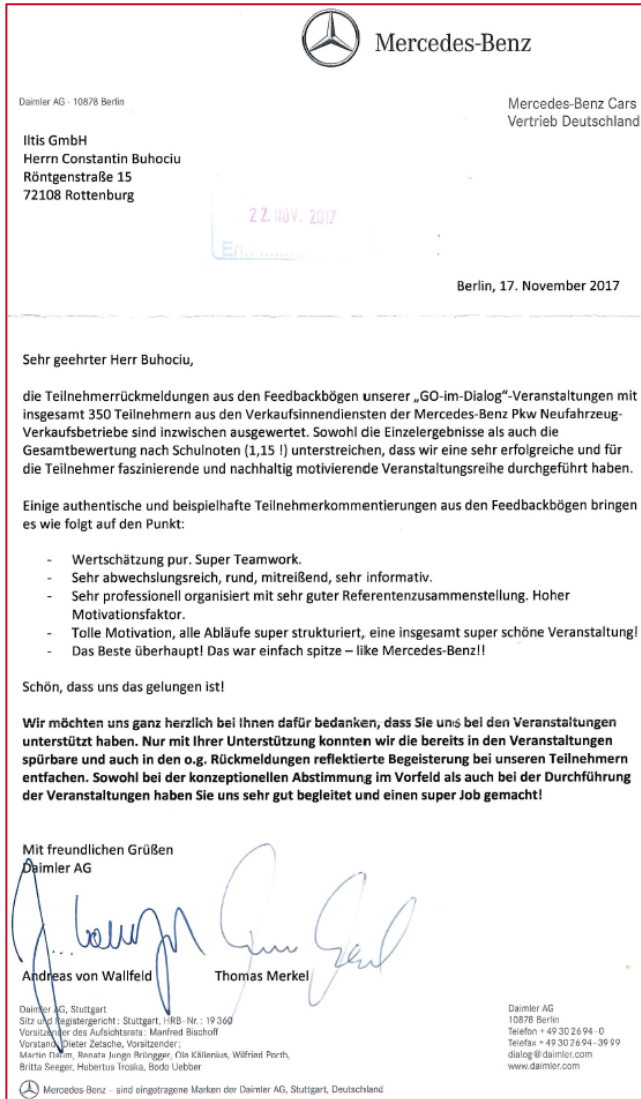 Mercedes-Benz
Daimler AG - 10878 Berlin
Mercedes-Benz Cars
Vertrieb Deutschland
Iltis GmbH
Herrn Constantin Buhociu
Röntgenstraße 15
72108 Rottenburg
22. NOV. 2017
Berlin, 17. November 2017
Sehr geehrter Herr Buhociu,
die Teilnehmerrückmeldungen aus den Feedbackbögen unserer „GO-im-Dialog“-Veranstaltungen mit
insgesamt 350 Teilnehmern aus den Verkaufsinnendiensten der Mercedes-Benz Pkw Neufahrzeug-
Verkaufsbetriebe sind inzwischen ausgewertet. Sowohl die Einzelergebnisse als auch die
Gesamtbewertung nach Schulnoten (1,15 !) unterstreichen, dass wir eine sehr erfolgreiche und für
die Teilnehmer faszinierende und nachhaltig motivierende Veranstaltungsreihe durchgeführt haben.
Einige authentische und beispielhafte Teilnehmerkommentierungen aus den Feedbackbögen bringen
es wie folgt auf den Punkt:
- Wertschätzung pur. Super Teamwork.
- Sehr abwechslungsreich, rund, mitreißend, sehr informativ.
- Sehr professionell organisiert mit sehr guter Referentenzusammenstellung. Hoher
Motivationsfaktor.
- Tolle Motivation, alle Abläufe super strukturiert, eine insgesamt super schöne Veranstaltung!
- Das Beste überhaupt! Das war einfach spitze – like Mercedes-Benz!!
Schön, dass uns das gelungen ist!
Wir möchten uns ganz herzlich bei Ihnen dafür bedanken, dass Sie uns bei den Veranstaltungen
unterstützt haben. Nur mit Ihrer Unterstützung konnten wir die bereits in den Veranstaltungen
spürbare und auch in den o.g. Rückmeldungen reflektierte Begeisterung bei unseren Teilnehmern
entfachen. Sowohl bei der konzeptionellen Abstimmung im Vorfeld als auch bei der Durchführung
der Veranstaltungen haben Sie uns sehr gut begleitet und einen super Job gemacht!
Mit freundlichen Grüßen
Daimler AG
Andreas von Wallfeld Thomas Merkel
Daimler AG, Stuttgart
Sitz und Registergericht: Stuttgart, HRB-Nr.: 19 360
Vorsitzender des Aufsichtsrats: Manfred Bischoff
Vorstand: Dieter Zetsche, Vorsitzender;
Martin Daum, Renata Jungo Brüngger, Ola Källenius, Wilfried Porth,
Britta Seeger, Hubertus Troska, Bodo Uebber
Daimler AG
10878 Berlin
Telefon + 49 30 26 94 - 0
Telefax + 49 30 26 94 - 39 99
dialog@daimler.com
www.daimler.com
Mercedes-Benz – sind eingetragene Marken der Daimler AG, Stuttgart, Deutschland